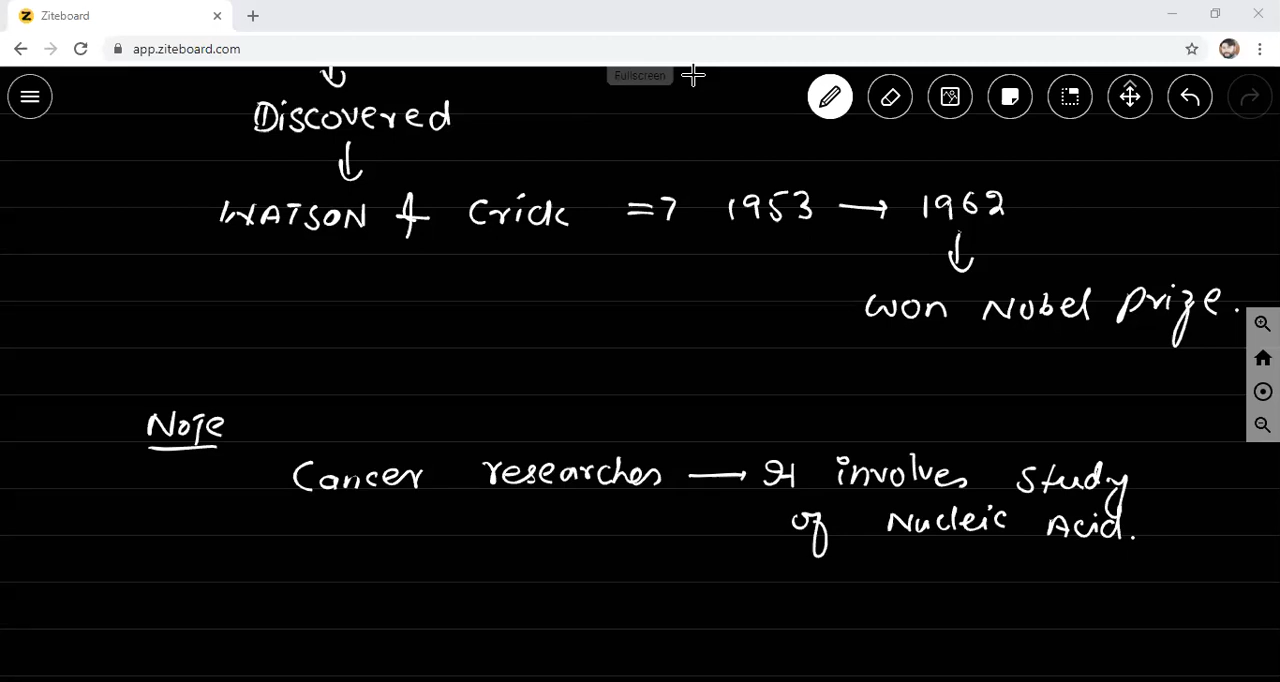 Ziteboard
app.ziteboard.com
Fullscreen
Discovered
WATSON & Crick => 1953 → 1962
Won Nobel Prize.
Note
Cancer researches → It involves study
of Nucleic Acid.